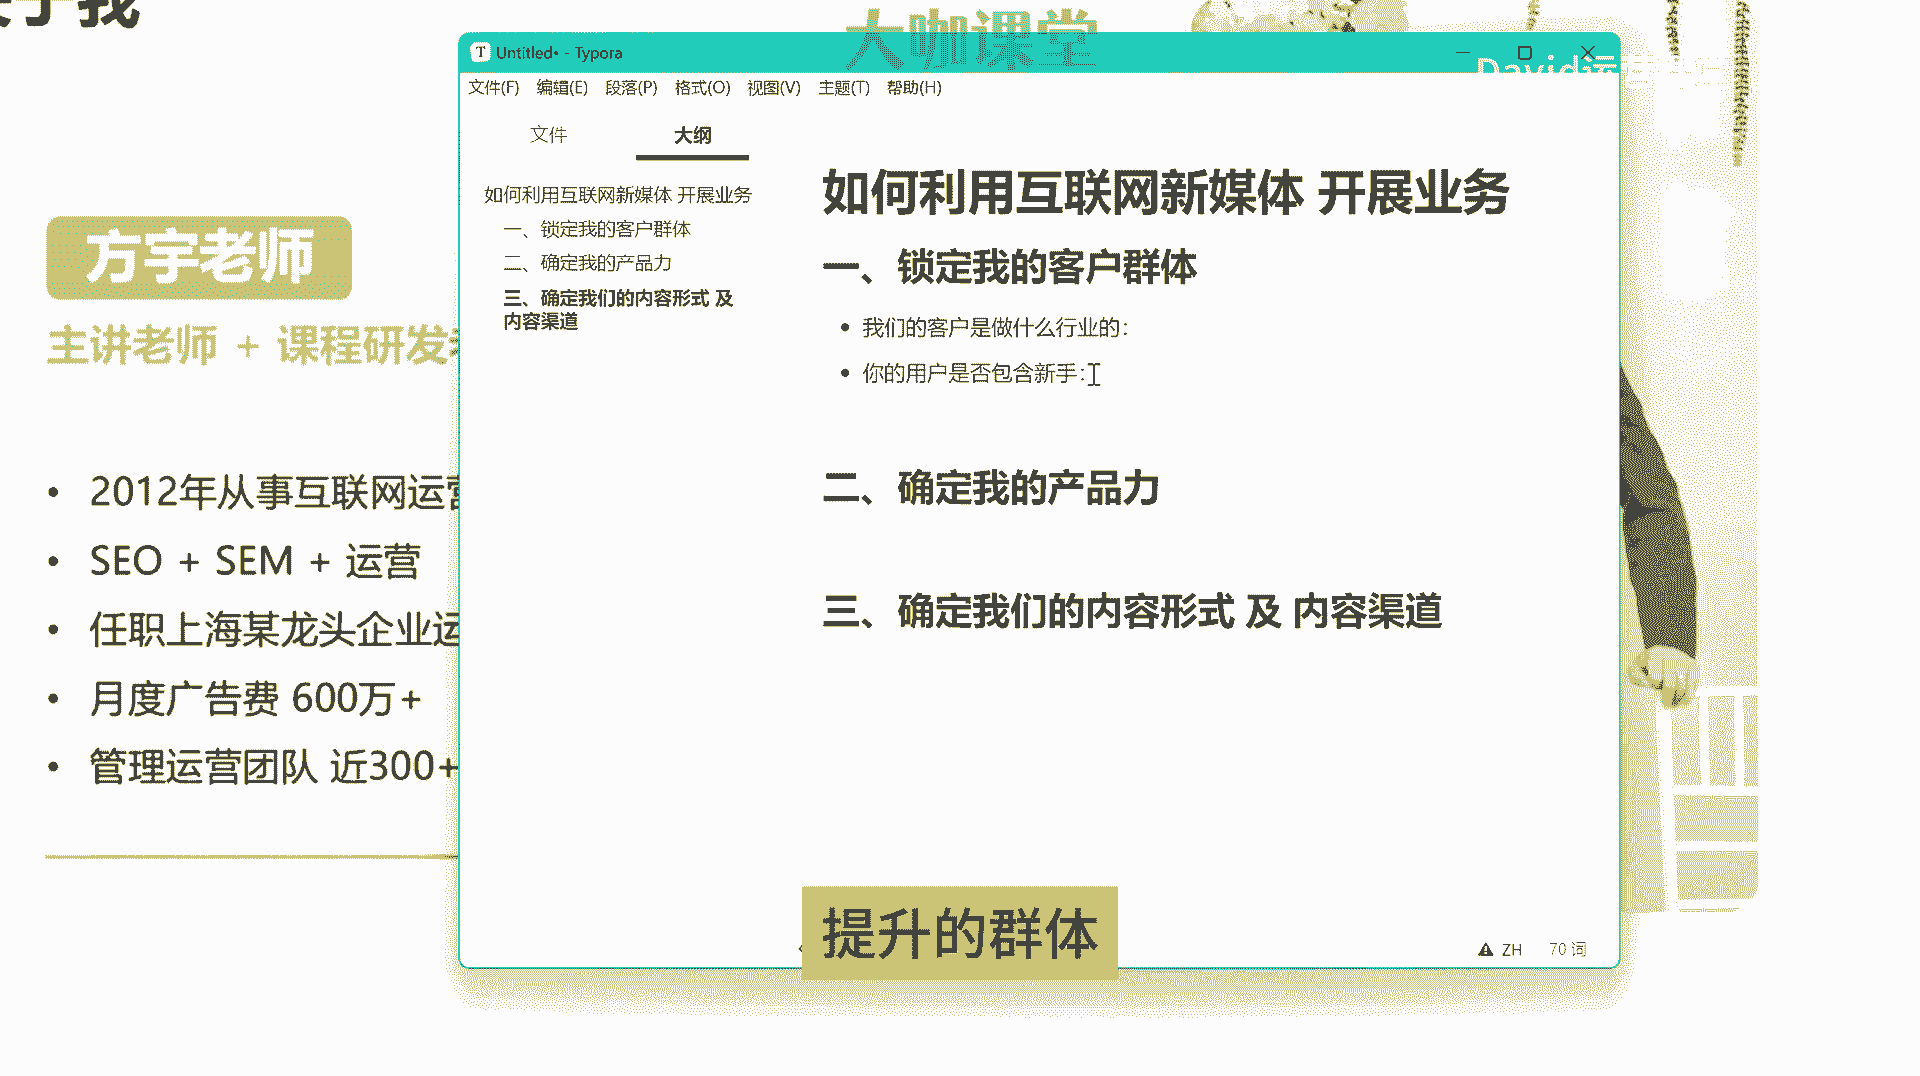 于我
大咖课堂
David运营
Untitled• - Typora
文件(F) 编辑(E) 段落(P) 格式(O) 视图(V) 主题(T) 帮助(H)
文件 大纲
如何利用互联网新媒体 开展业务
一、锁定我的客户群体
二、确定我的产品力
三、确定我们的内容形式 及
内容渠道
如何利用互联网新媒体 开展业务
一、锁定我的客户群体
• 我们的客户是做什么行业的：
• 你的用户是否包含新手：
二、确定我的产品力
三、确定我们的内容形式 及 内容渠道
方宇老师
主讲老师 + 课程研发
• 2012年从事互联网运营
• SEO + SEM + 运营
• 任职上海某龙头企业运
• 月度广告费 600万+
• 管理运营团队 近300+
提升的群体
ZH 70 词